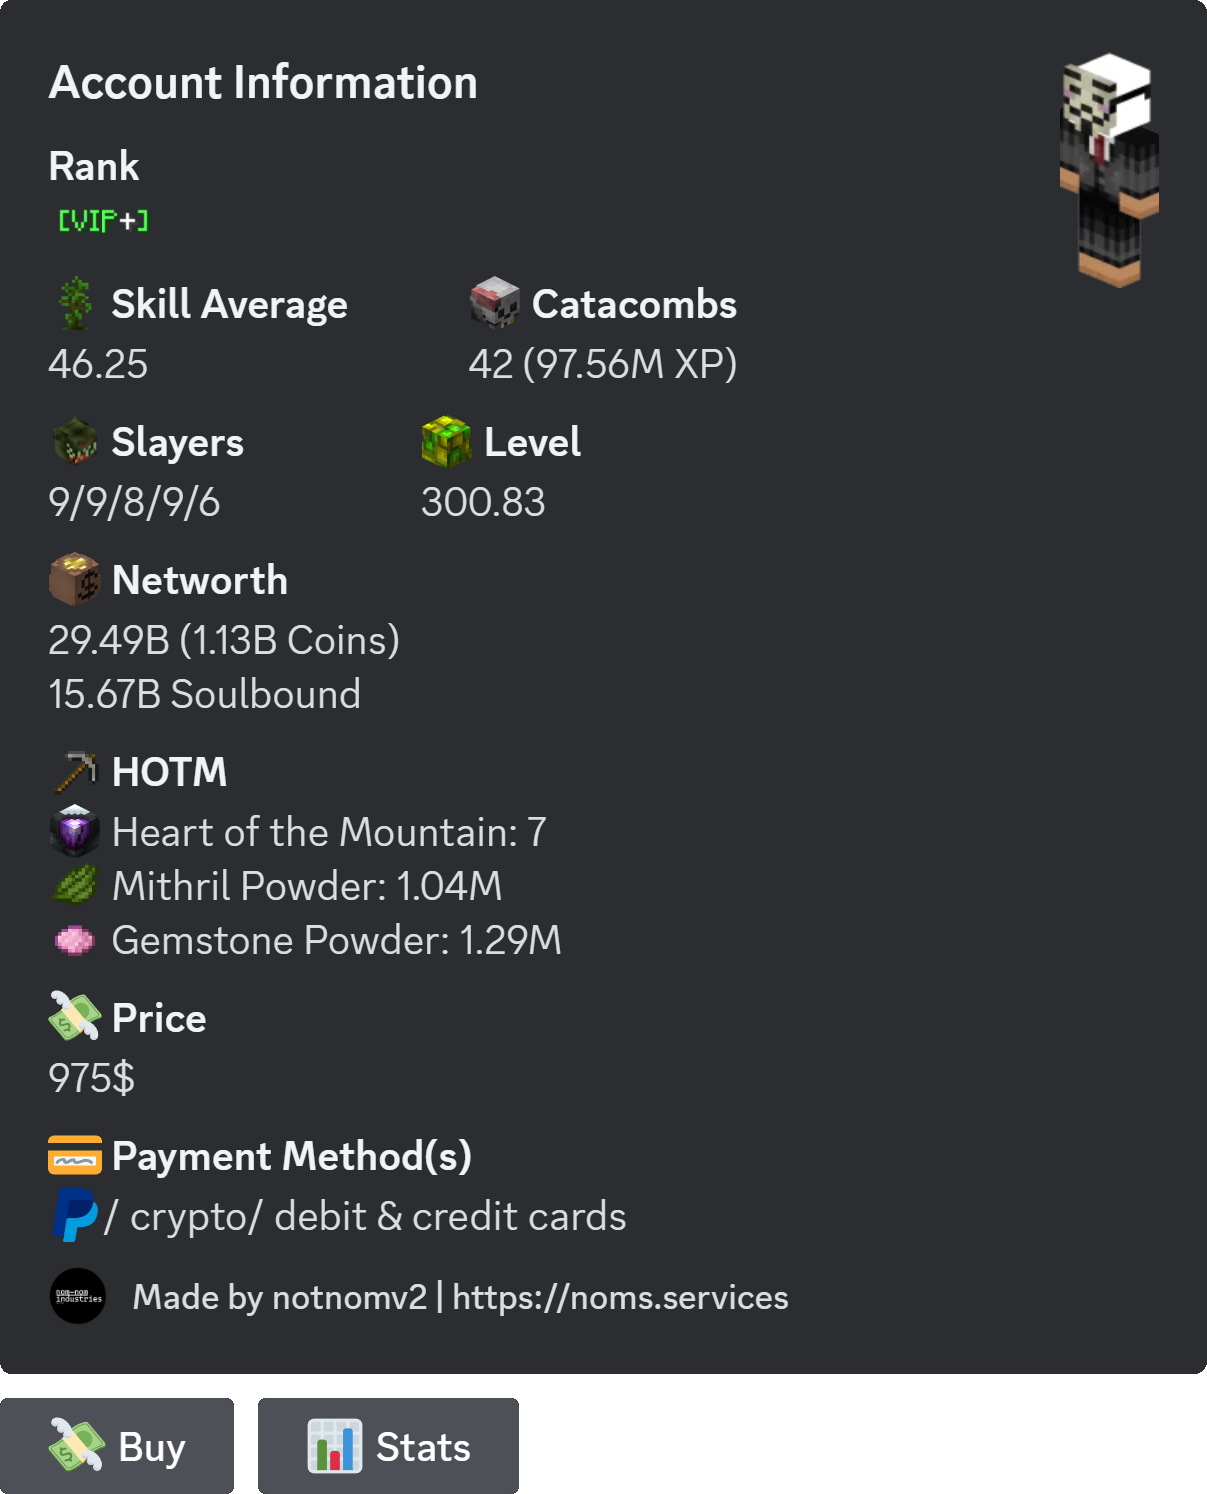 Account Information
Rank
[VIP+]
Skill Average
Catacombs
46.25
42 (97.56M XP)
Slayers
Level
9/9/8/9/6
300.83
Networth
29.49B (1.13B Coins)
15.67B Soulbound
HOTM
Heart of the Mountain: 7
Mithril Powder: 1.04M
Gemstone Powder: 1.29M
Price
975$
Payment Method(s)
/ crypto/ debit & credit cards
nom-nom
industries
Made by notnomv2 | https://noms.services
Buy
Stats